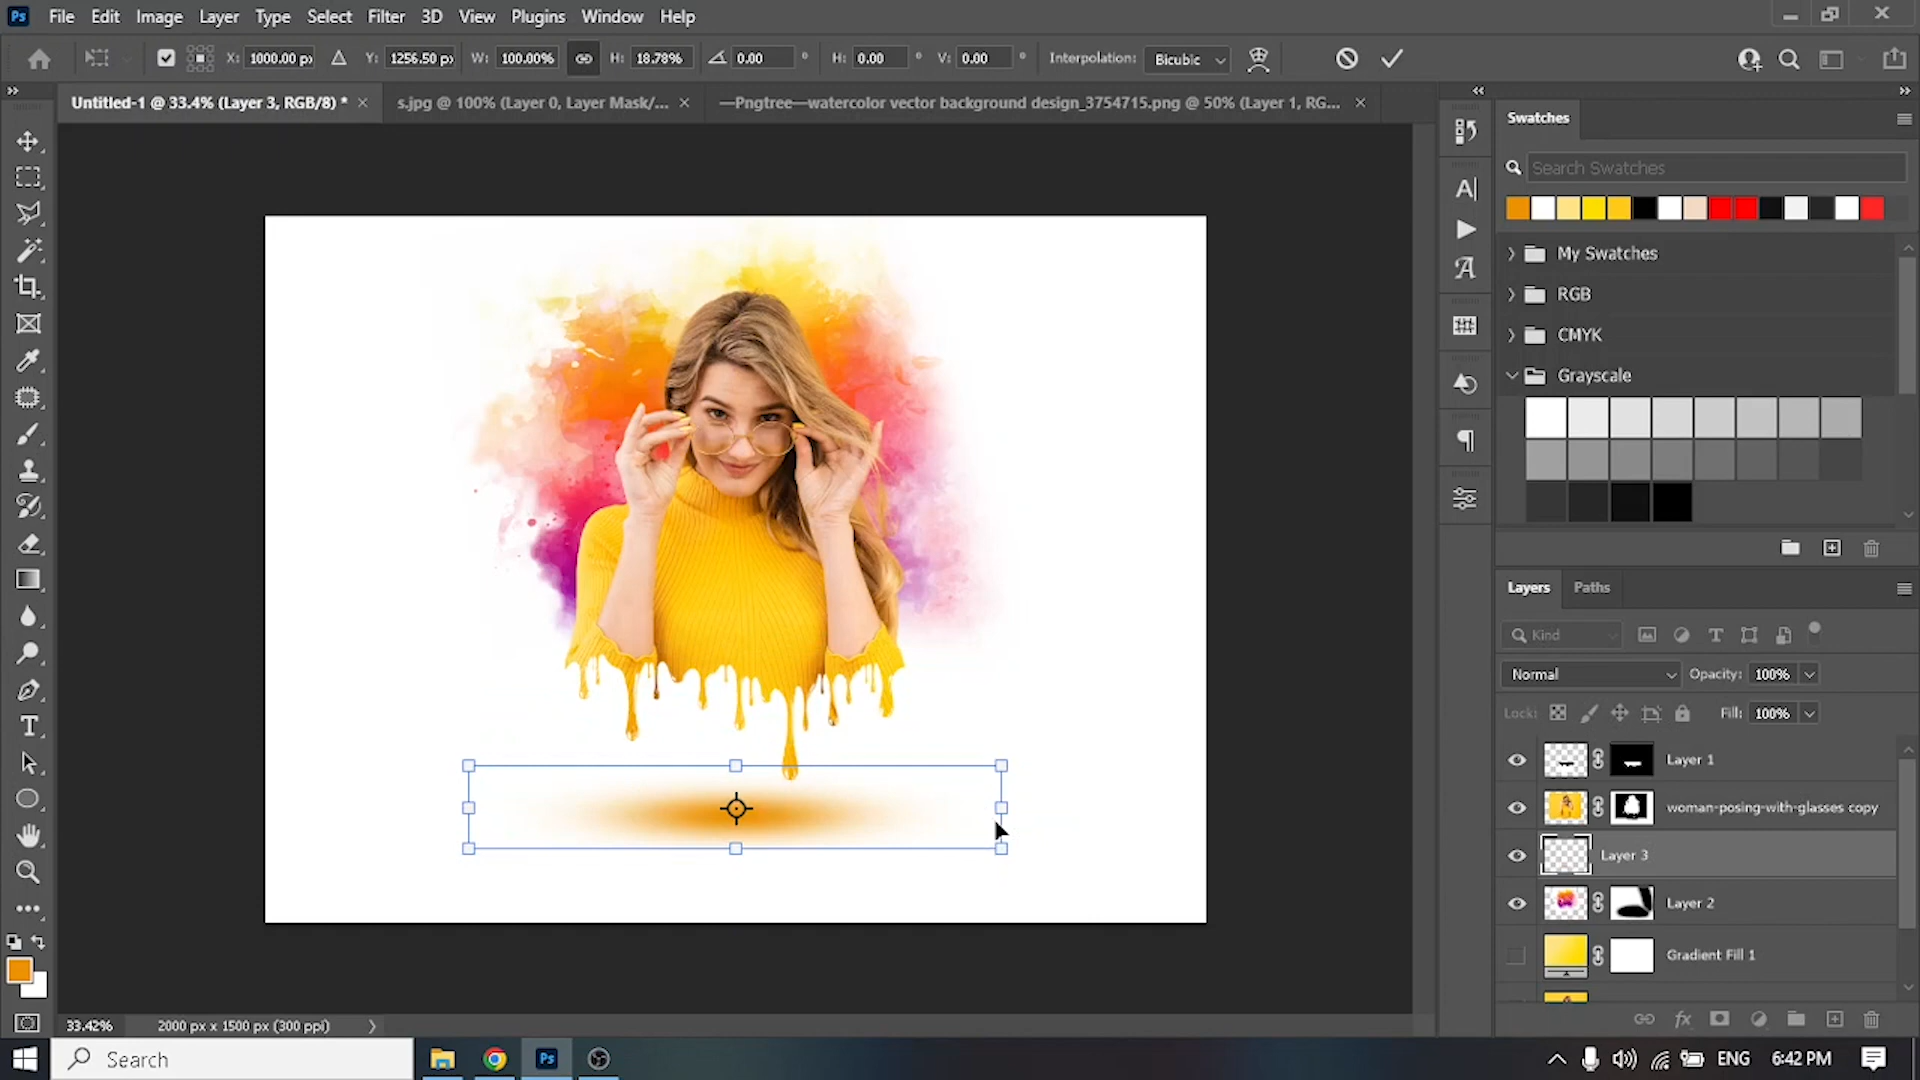 Ps File Edit Image Layer Type Select Filter 3D View Plugins Window Help
X: 1000.00 px Y: 1256.50 px W: 100.00% H: 18.78% 0.00 ° H: 0.00 ° V: 0.00 ° Interpolation: Bicubic
Untitled-1 @ 33.4% (Layer 3, RGB/8) * × s.jpg @ 100% (Layer 0, Layer Mask/... × —Pngtree—watercolor vector background design_3754715.png @ 50% (Layer 1, RG... ×
Swatches
Search Swatches
My Swatches
RGB
CMYK
Grayscale
Layers Paths
Kind
Normal Opacity: 100%
Lock: Fill: 100%
Layer 1
woman-posing-with-glasses copy
Layer 3
Layer 2
Gradient Fill 1
33.42% 2000 px x 1500 px (300 ppi)
Search Ps ENG 6:42 PM